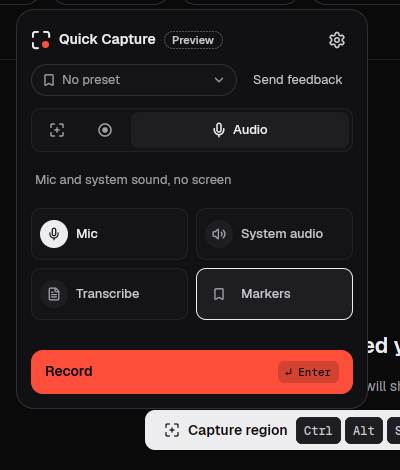 Quick Capture Preview
No preset Send feedback
Audio
Mic and system sound, no screen
Mic System audio
Transcribe Markers
Record ↵ Enter
Capture region Ctrl Alt